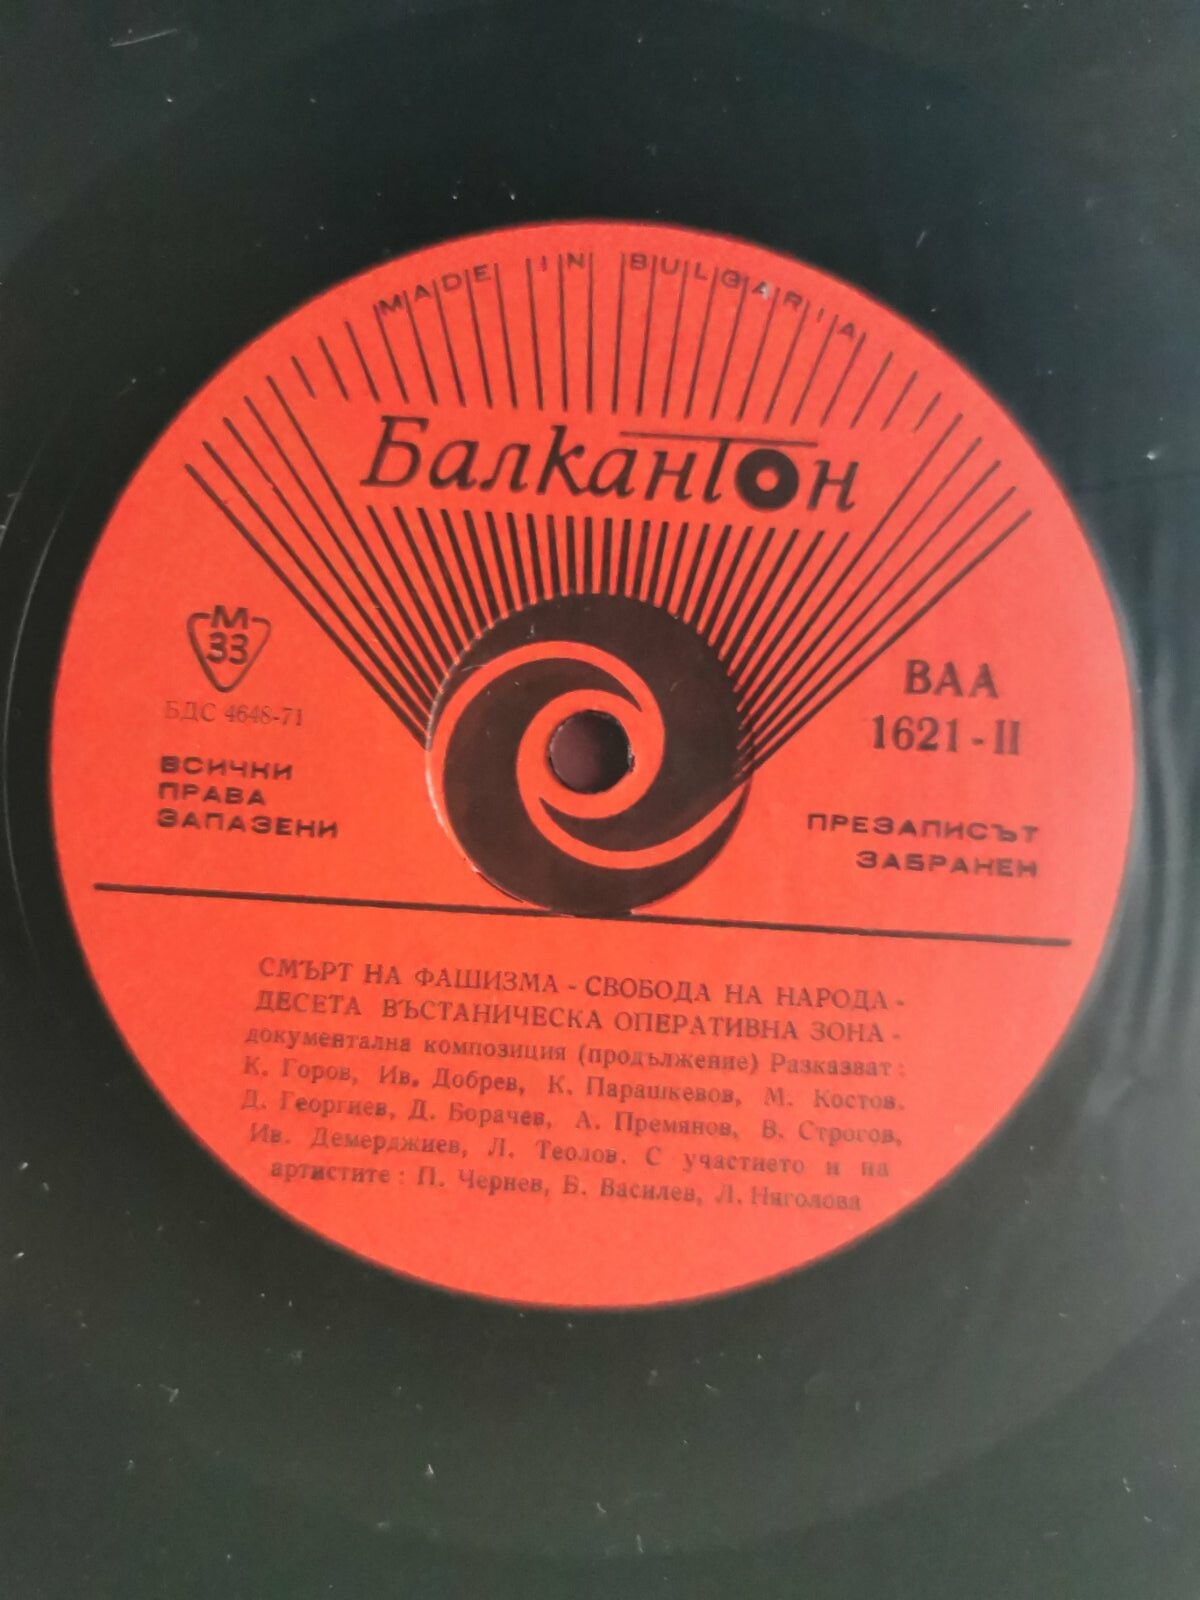 MADE IN BULGARIA
Балкантон
М
33
БДС 4648-71
ВСИЧКИ
ПРАВА
ЗАПАЗЕНИ
ВАА
1621-II
ПРЕЗАПИСЪТ
ЗАБРАНЕН
СМЪРТ НА ФАШИЗМА - СВОБОДА НА НАРОДА -
ДЕСЕТА ВЪСТАНИЧЕСКА ОПЕРАТИВНА ЗОНА -
документална композиция (продължение) Разказват:
К. Горов, Ив. Добрев, К. Парашкевов, М. Костов.
Д. Георгиев, Д. Борачев, А. Премянов, В. Строгов,
Ив. Демерджиев, Л. Теолов. С участието и на
артистите: П. Чернев, Б. Василев, Л. Няголова